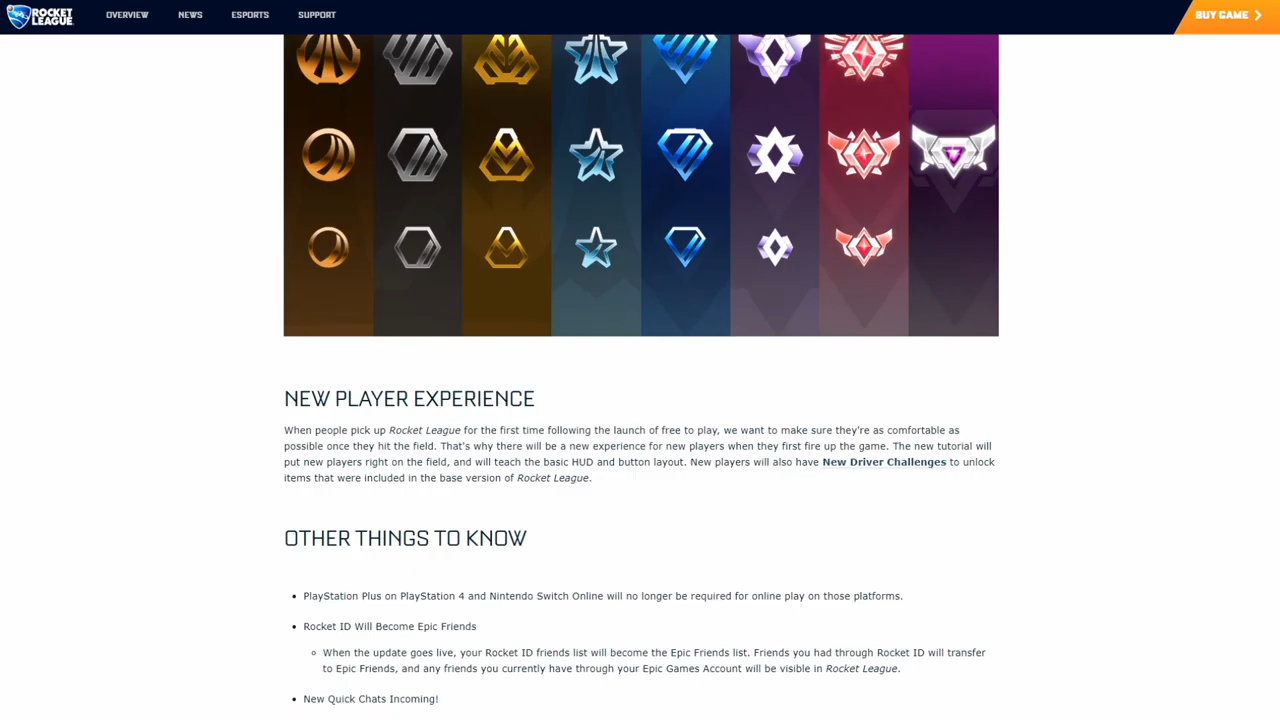 ROCKET
LEAGUE
OVERVIEW
NEWS
ESPORTS
SUPPORT
BUY GAME
NEW PLAYER EXPERIENCE
When people pick up Rocket League for the first time following the launch of free to play, we want to make sure they're as comfortable as
possible once they hit the field. That's why there will be a new experience for new players when they first fire up the game. The new tutorial will
put new players right on the field, and will teach the basic HUD and button layout. New players will also have New Driver Challenges to unlock
items that were included in the base version of Rocket League.
OTHER THINGS TO KNOW
• PlayStation Plus on PlayStation 4 and Nintendo Switch Online will no longer be required for online play on those platforms.
• Rocket ID Will Become Epic Friends
○ When the update goes live, your Rocket ID friends list will become the Epic Friends list. Friends you had through Rocket ID will transfer
to Epic Friends, and any friends you currently have through your Epic Games Account will be visible in Rocket League.
• New Quick Chats Incoming!